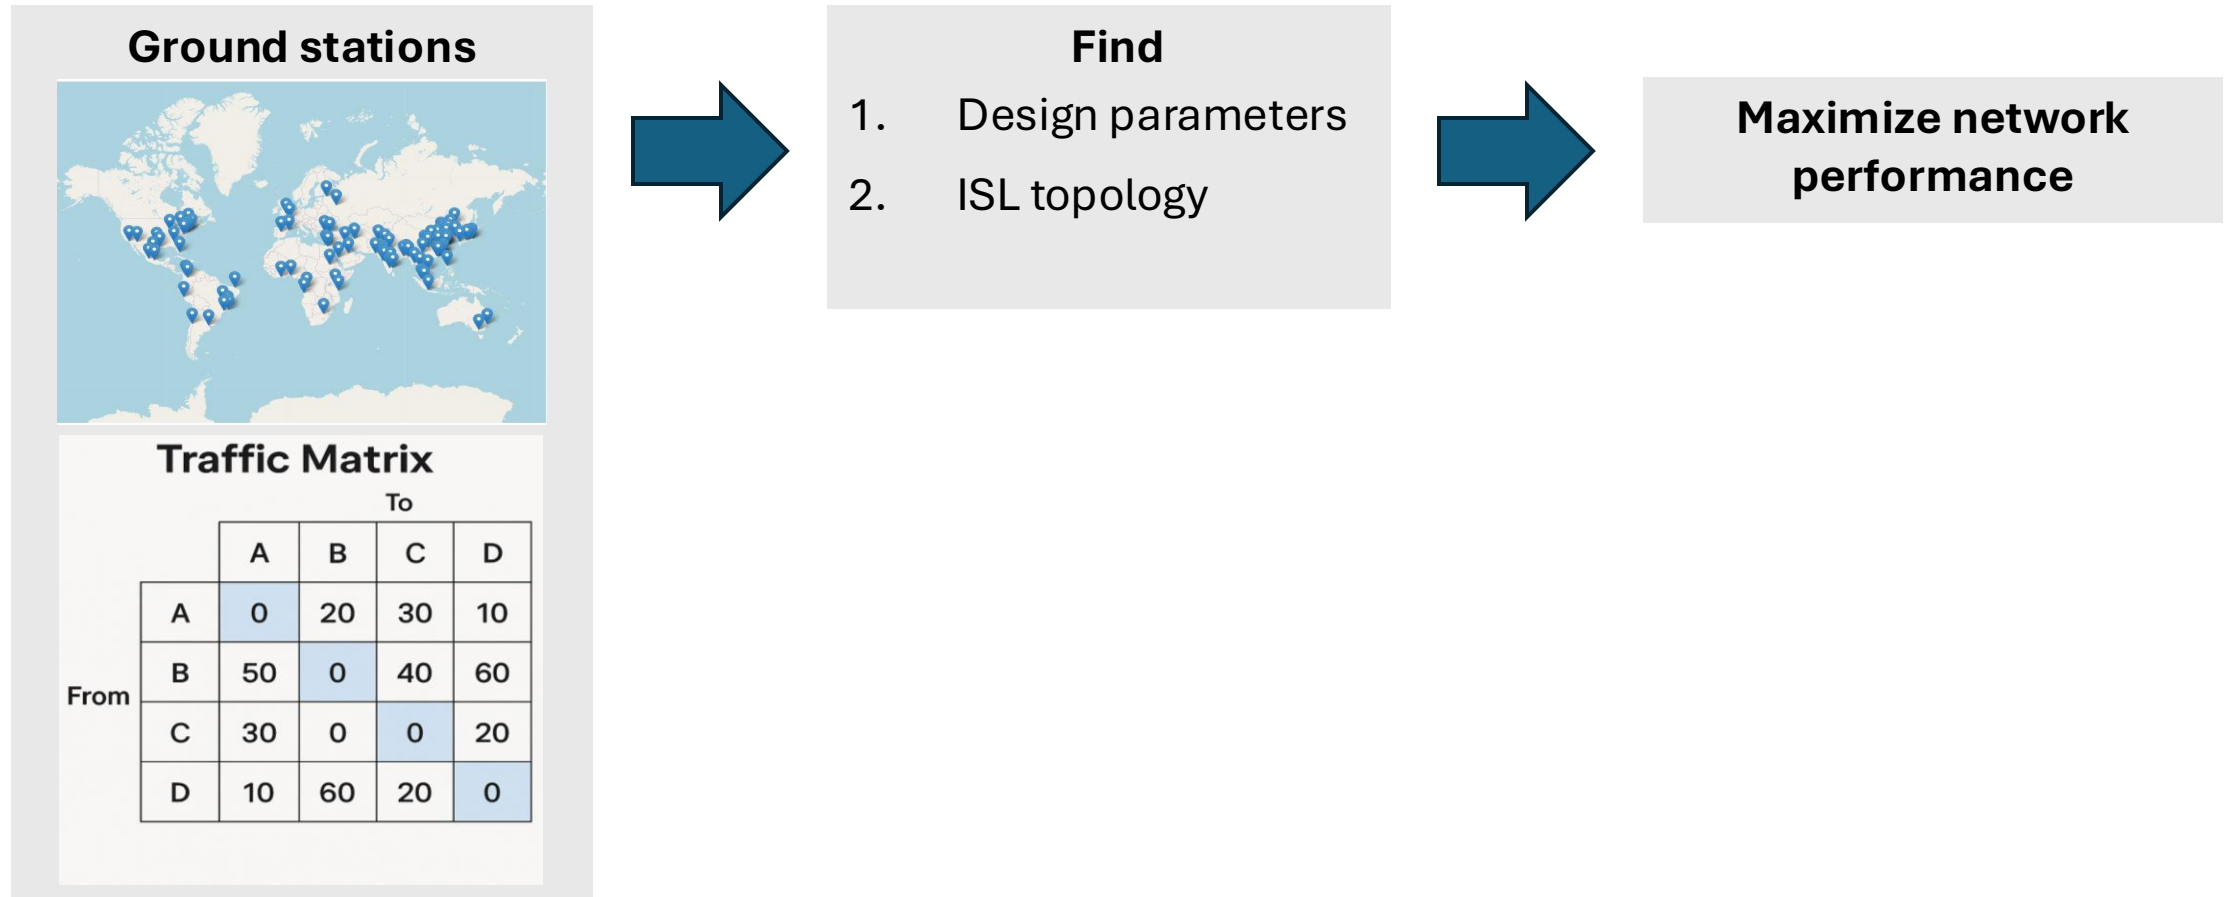 Ground stations
Traffic Matrix
To
A B C D
A 0 20 30 10
B 50 0 40 60
From
C 30 0 0 20
D 10 60 20 0
Find
1. Design parameters
2. ISL topology
Maximize network
performance